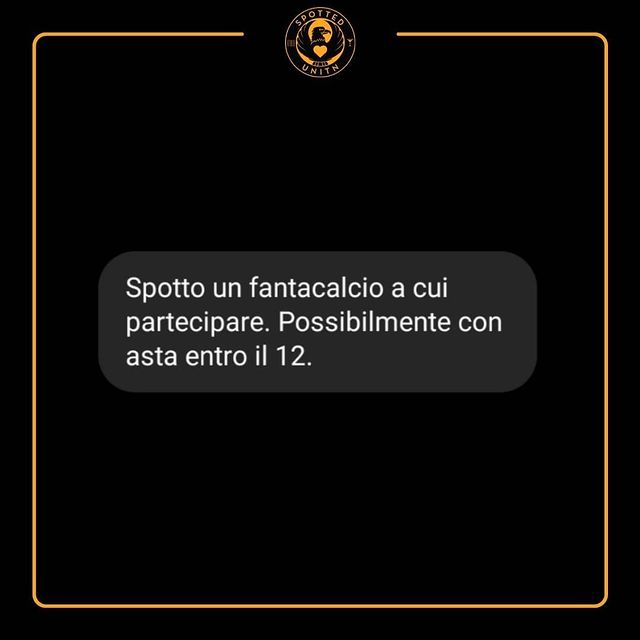 SPOTTED
UNITN
Spotto un fantacalcio a cui
partecipare. Possibilmente con
asta entro il 12.